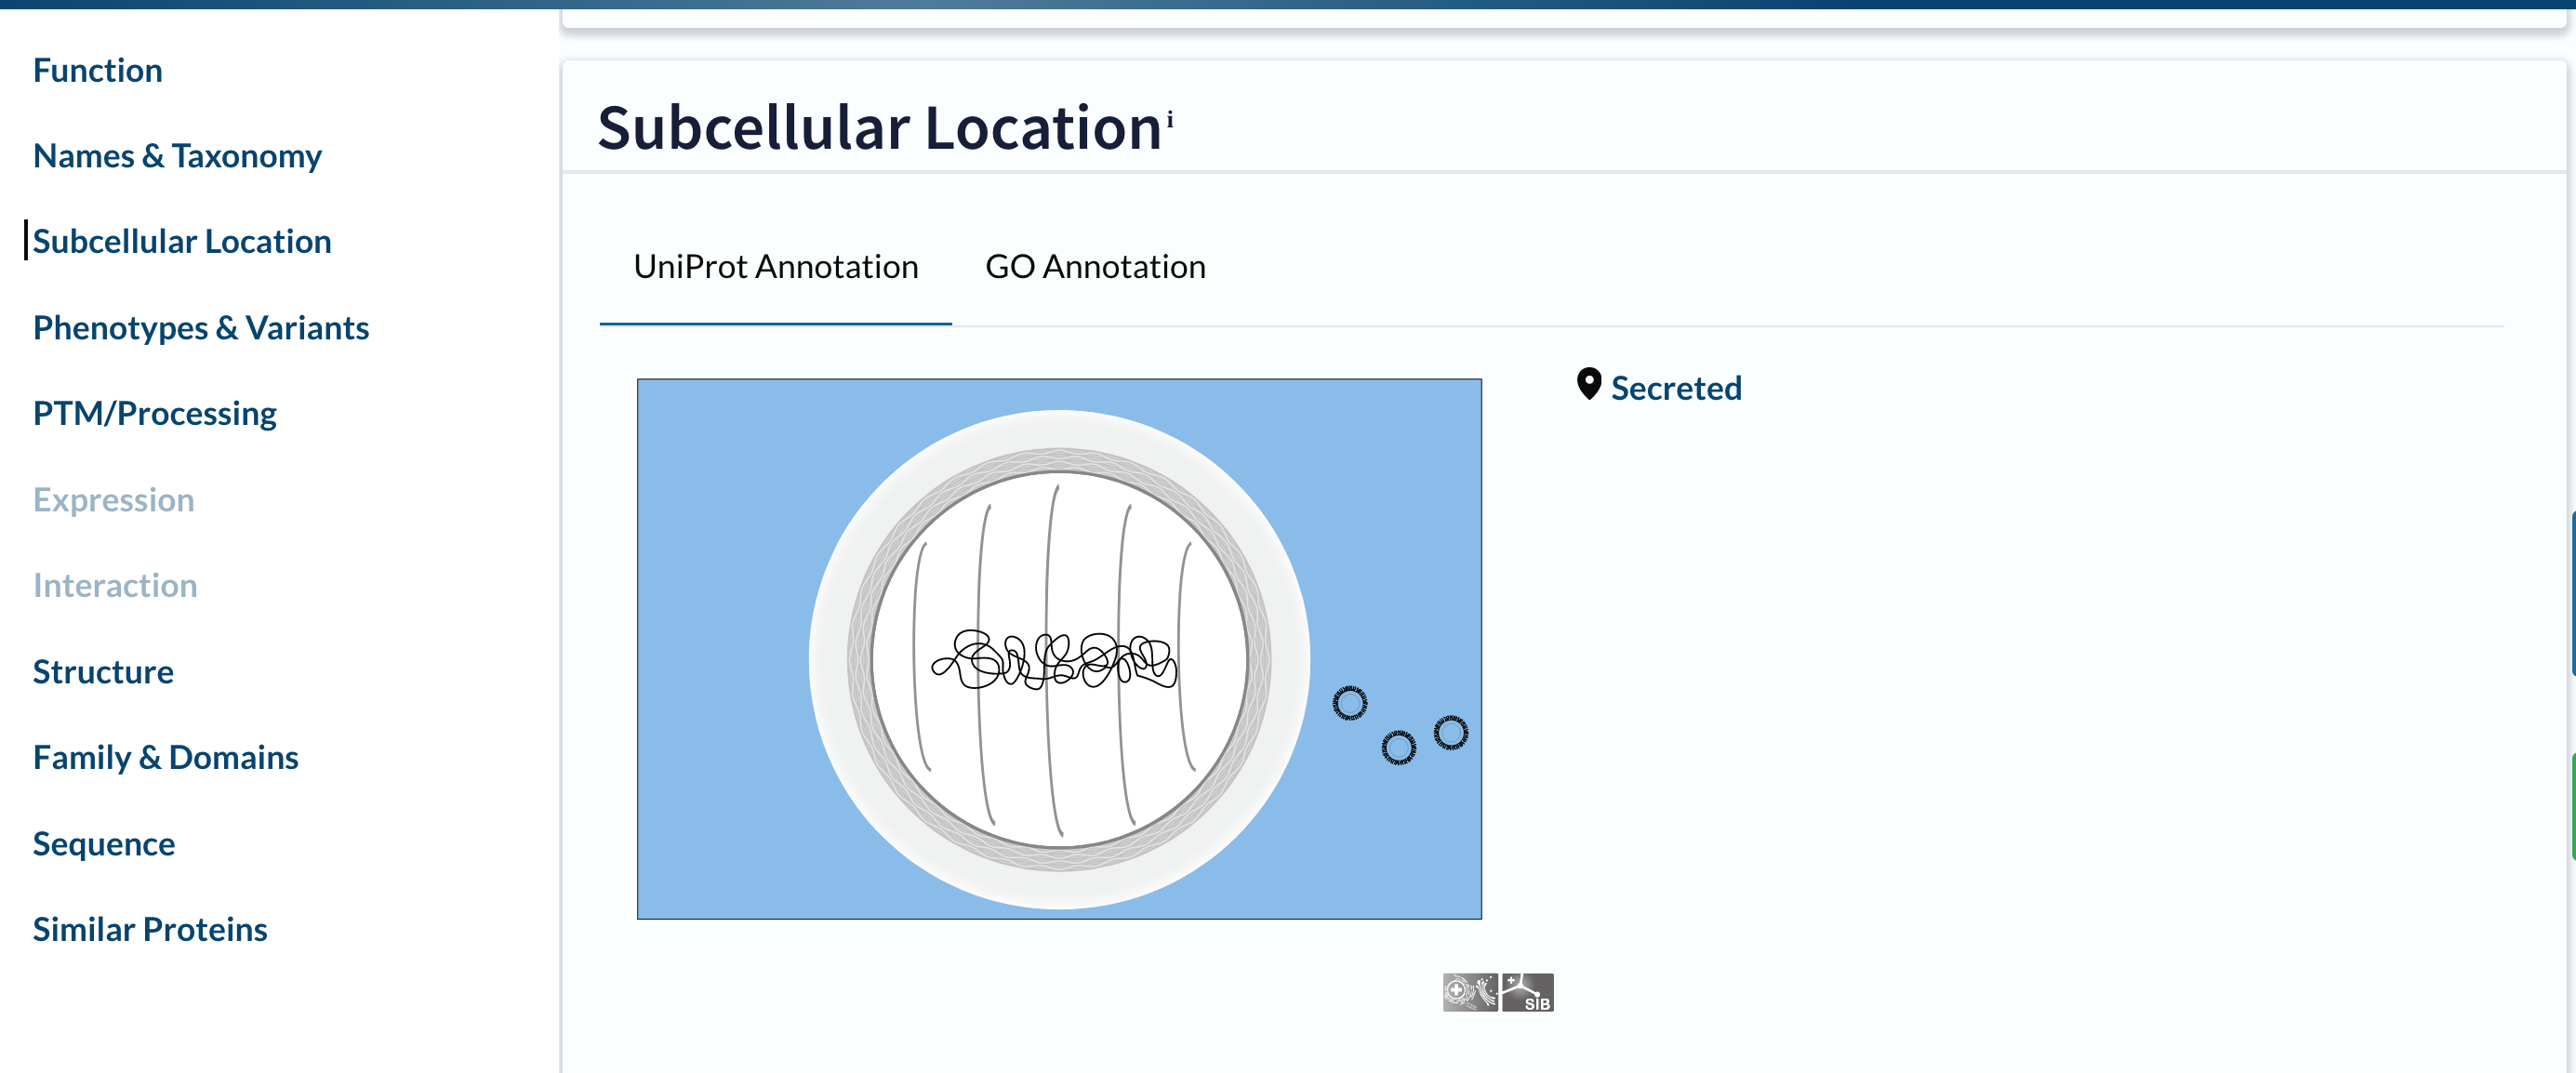 Function
Names & Taxonomy
Subcellular Location
Phenotypes & Variants
PTM/Processing
Expression
Interaction
Structure
Family & Domains
Sequence
Similar Proteins
Subcellular Location i
UniProt Annotation
GO Annotation
Secreted
SIB